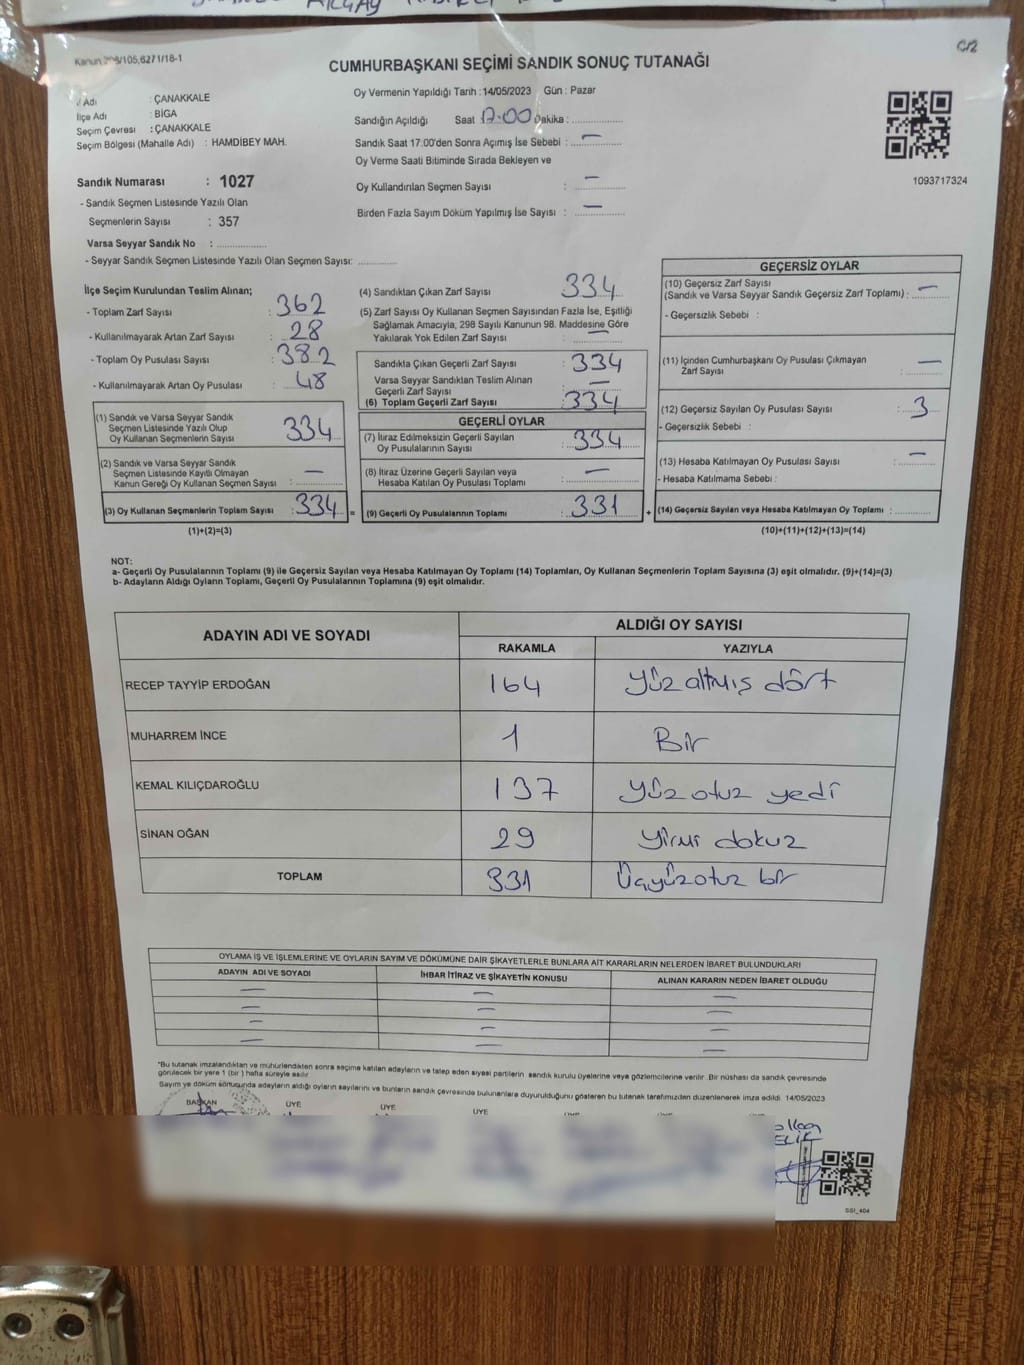 Kanun 298/105,6271/18-1
C/2
CUMHURBAŞKANI SEÇİMİ SANDIK SONUÇ TUTANAĞI
İl Adı : ÇANAKKALE
İlçe Adı : BİGA
Seçim Çevresi : ÇANAKKALE
Seçim Bölgesi (Mahalle Adı) : HAMDİBEY MAH.
Sandık Numarası : 1027
- Sandık Seçmen Listesinde Yazılı Olan
Seçmenlerin Sayısı : 357
Varsa Seyyar Sandık No : ................
- Seyyar Sandık Seçmen Listesinde Yazılı Olan Seçmen Sayısı: ............
Oy Vermenin Yapıldığı Tarih : 14/05/2023 Gün : Pazar
Sandığın Açıldığı Saat 17.00 Dakika : ................
Sandık Saat 17:00'den Sonra Açımış İse Sebebi : —
Oy Verme Saati Bitiminde Sırada Bekleyen ve
Oy Kullandırılan Seçmen Sayısı : —
Birden Fazla Sayım Döküm Yapılmış İse Sayısı : —
1093717324
İlçe Seçim Kurulundan Teslim Alınan;
- Toplam Zarf Sayısı : 362
- Kullanılmayarak Artan Zarf Sayısı : 28
- Toplam Oy Pusulası Sayısı : 382
- Kullanılmayarak Artan Oy Pusulası : 48
(1) Sandık ve Varsa Seyyar Sandık
Seçmen Listesinde Yazılı Olup
Oy Kullanan Seçmenlerin Sayısı : 334
(2) Sandık ve Varsa Seyyar Sandık
Seçmen Listesinde Kayıtlı Olmayan
Kanun Gereği Oy Kullanan Seçmen Sayısı : —
(3) Oy Kullanan Seçmenlerin Toplam Sayısı : 334 =
(1)+(2)=(3)
(4) Sandıktan Çıkan Zarf Sayısı : 334
(5) Zarf Sayısı Oy Kullanan Seçmen Sayısından Fazla İse, Eşitliği
Sağlamak Amacıyla, 298 Sayılı Kanunun 98. Maddesine Göre
Yakılarak Yok Edilen Zarf Sayısı : —
Sandıkta Çıkan Geçerli Zarf Sayısı : 334
Varsa Seyyar Sandıktan Teslim Alınan
Geçerli Zarf Sayısı : —
(6) Toplam Geçerli Zarf Sayısı : 334
GEÇERLİ OYLAR
(7) İtiraz Edilmeksizin Geçerli Sayılan
Oy Pusulalarının Sayısı : 334
(8) İtiraz Üzerine Geçerli Sayılan veya
Hesaba Katılan Oy Pusulası Toplamı : —
(9) Geçerli Oy Pusulalarının Toplamı : 331 +
GEÇERSİZ OYLAR
(10) Geçersiz Zarf Sayısı
(Sandık ve Varsa Seyyar Sandık Geçersiz Zarf Toplamı) : —
- Geçersizlik Sebebi :
(11) İçinden Cumhurbaşkanı Oy Pusulası Çıkmayan
Zarf Sayısı : —
(12) Geçersiz Sayılan Oy Pusulası Sayısı : 3
- Geçersizlik Sebebi :
(13) Hesaba Katılmayan Oy Pusulası Sayısı : —
- Hesaba Katılmama Sebebi :
(14) Geçersiz Sayılan veya Hesaba Katılmayan Oy Toplamı : ............
(10)+(11)+(12)+(13)=(14)
NOT:
a- Geçerli Oy Pusulalarının Toplamı (9) ile Geçersiz Sayılan veya Hesaba Katılmayan Oy Toplamı (14) Toplamları, Oy Kullanan Seçmenlerin Toplam Sayısına (3) eşit olmalıdır. (9)+(14)=(3)
b- Adayların Aldığı Oyların Toplamı, Geçerli Oy Pusulalarının Toplamına (9) eşit olmalıdır.
ADAYIN ADI VE SOYADI ALDIĞI OY SAYISI
RAKAMLA YAZIYLA
RECEP TAYYİP ERDOĞAN 164 Yüz altmış dört
MUHARREM İNCE 1 Bir
KEMAL KILIÇDAROĞLU 137 Yüz otuz yedi
SİNAN OĞAN 29 Yirmi dokuz
TOPLAM 331 Üçyüzotuz bir
OYLAMA İŞ VE İŞLEMLERİNE VE OYLARIN SAYIM VE DÖKÜMÜNE DAİR ŞİKAYETLERLE BUNLARA AİT KARARLARIN NELERDEN İBARET BULUNDUKLARI
ADAYIN ADI VE SOYADI İHBAR İTİRAZ VE ŞİKAYETİN KONUSU ALINAN KARARIN NEDEN İBARET OLDUĞU
— — —
— — —
— — —
— — —
"Bu tutanak imzalandıktan ve mühürlendikten sonra seçime katılan adayların ve talep eden siyasi partilerin sandık kurulu üyelerine veya gözlemcilerine verilir. Bir nüshası da sandık çevresinde
görülecek bir yere 1 (bir) hafta süreyle asılır.
Sayım ve döküm sonucunda adayların aldığı oyların sayılarını ve bunların sandık çevresinde bulunanlara duyurulduğunu gösteren bu tutanak tarafımızdan düzenlenerek imza edildi. 14/05/2023
BAŞKAN ÜYE ÜYE ÜYE
SSI_404